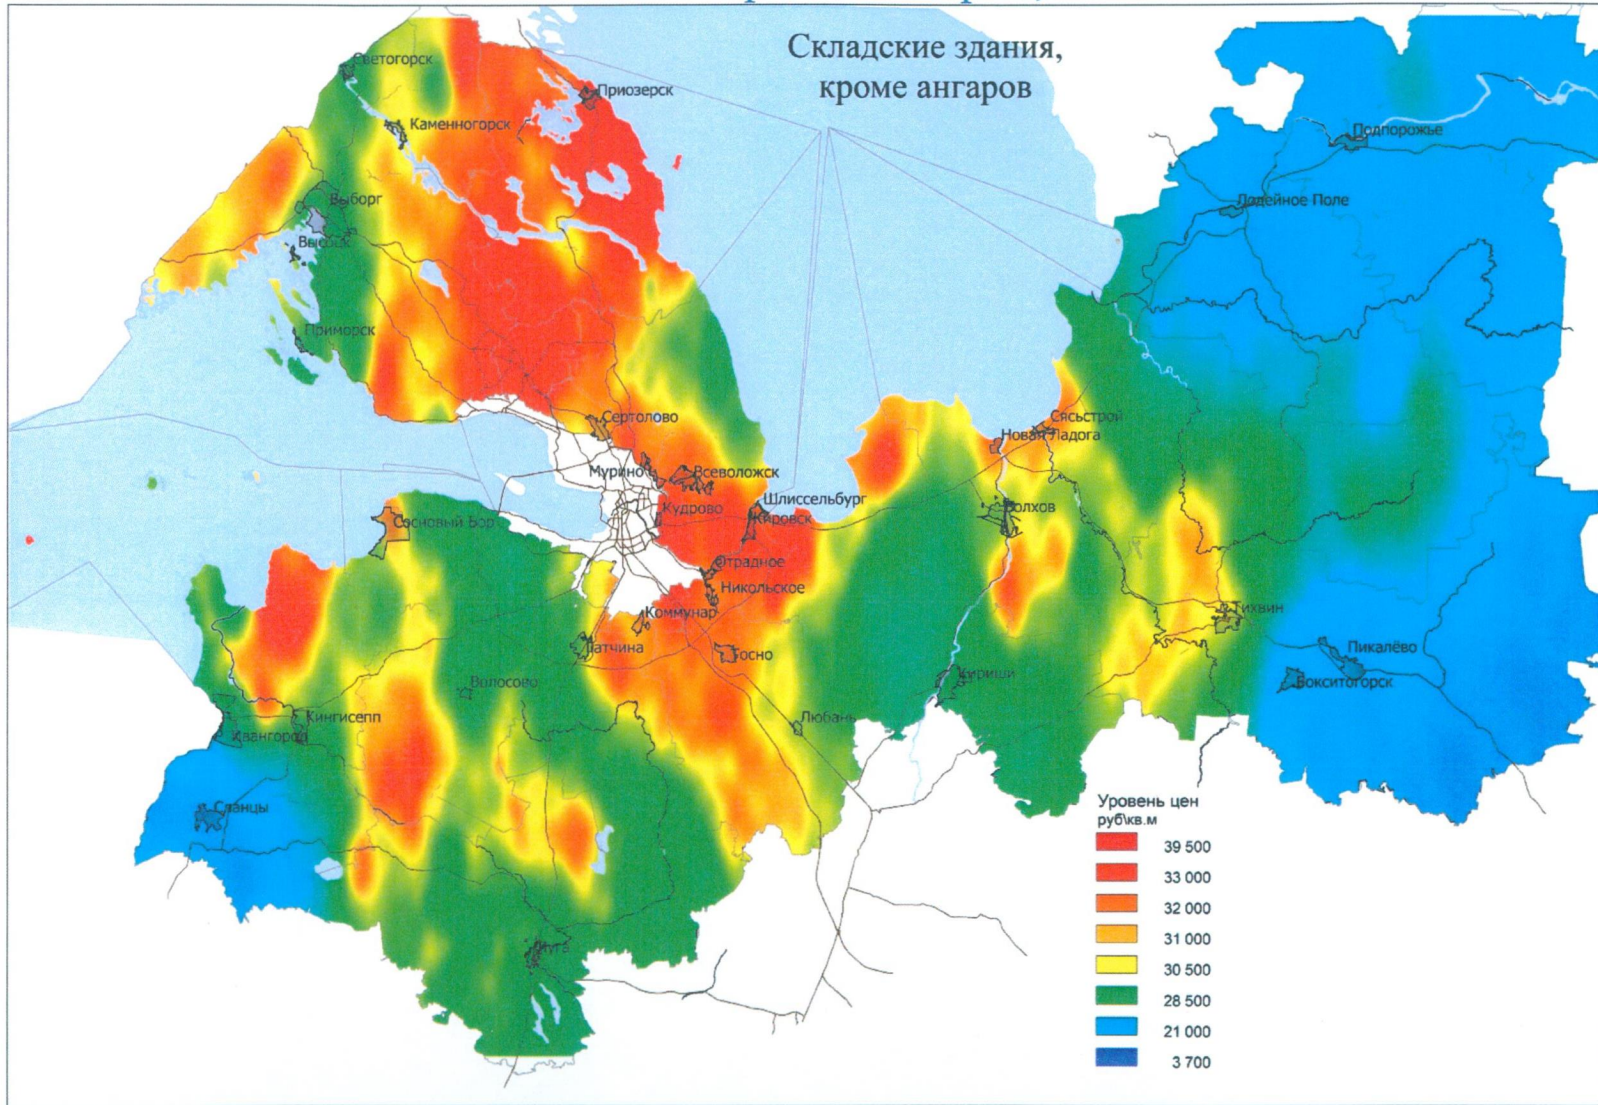 Складские здания,
кроме ангаров
Светогорск
Приозерск
Каменногорск
Подпорожье
Выборг
Лодейное Поле
Высоцк
Приморск
Сертолово
Сясьстрой
Новая Ладога
Мурино
Всеволожск
Шлиссельбург
Кудрово
Кировск
Волхов
Сосновый Бор
Отрадное
Никольское
Коммунар
Тихвин
Гатчина
Тосно
Пикалёво
Бокситогорск
Волосово
Кириши
Кингисепп
Любань
Ивангород
Сланцы
Луга
Уровень цен
руб\кв.м
39 500
33 000
32 000
31 000
30 500
28 500
21 000
3 700